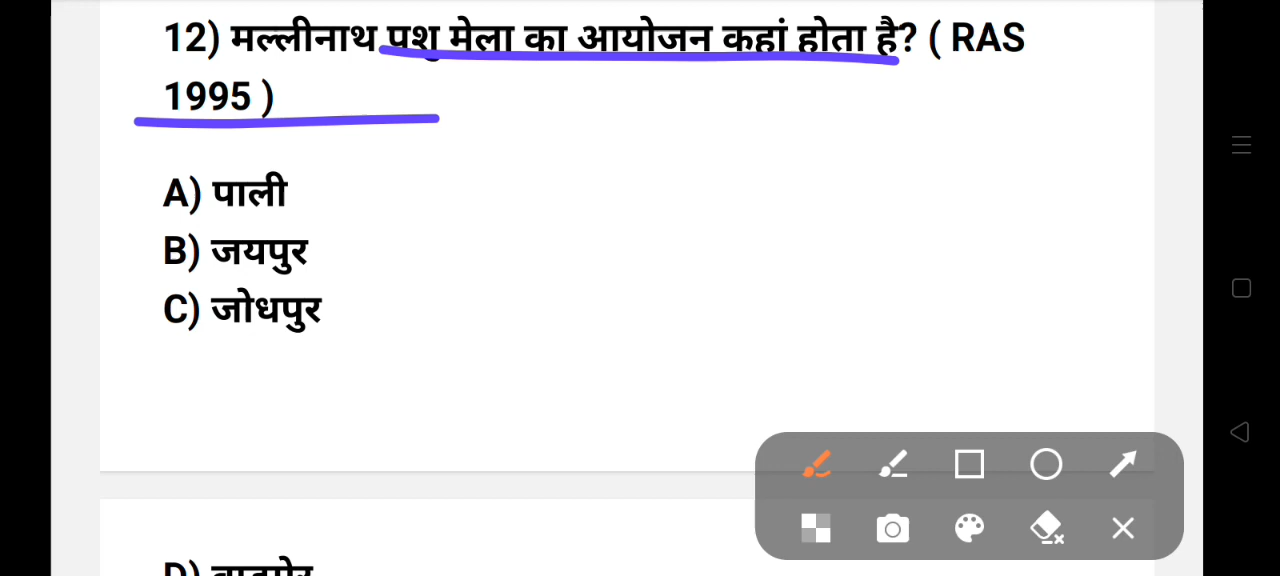 12) मल्लीनाथ पशु मेला का आयोजन कहां होता है? ( RAS
1995 )
A) पाली
B) जयपुर
C) जोधपुर
D) बाड़मेर